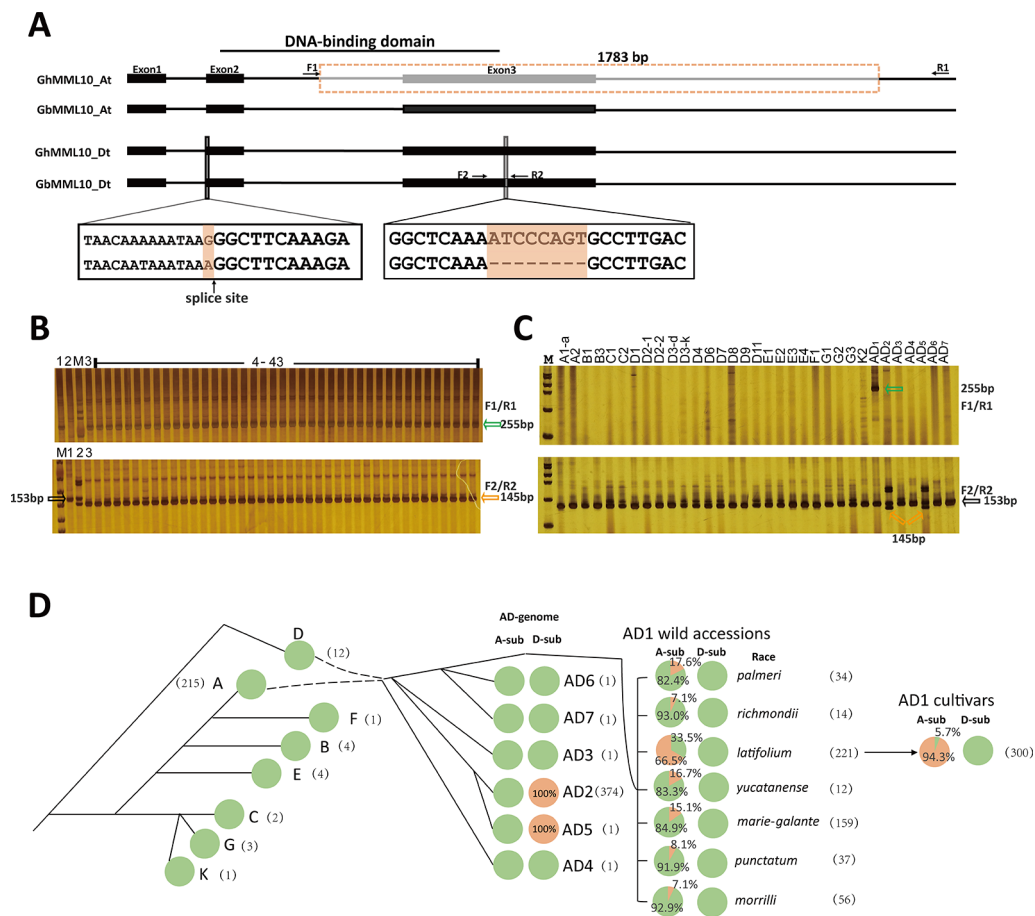 A
DNA-binding domain
1783 bp
Exon1 Exon2 F1 Exon3 R1
GhMML10_At
GbMML10_At
GhMML10_Dt
GbMML10_Dt
F2 R2
TAACAAAAAATAAGGGCTTCAAAGA
TAACAATAAATAAAGGCTTCAAAGA
splice site
GGCTCAAAATCCCAGTGCCTTGAC
GGCTCAAA--------GCCTTGAC
B
1 2 M 3 4-43
F1/R1
255bp
M 1 2 3
F2/R2
153bp
145bp
C
M A1-a A2 B1 B3 C1 C2 D1 D2-1 D2-2 D3-d D3-k D4 D6 D7 D8 D9 D11 E1 E2 E3 E4 F1 G1 G2 G3 K2 AD1 AD2 AD3 AD4 AD5 AD6 AD7
255bp
F1/R1
F2/R2
153bp
145bp
D
D (12)
(215) A
F (1)
B (4)
E (4)
C (2)
G (3)
K (1)
AD-genome
A-sub D-sub
AD6 (1)
AD7 (1)
AD3 (1)
100% AD2 (374)
100% AD5 (1)
AD4 (1)
AD1 wild accessions
A-sub D-sub Race
17.6% 82.4% palmeri (34)
7.1% 93.0% richmondii (14)
33.5% 66.5% latifolium (221)
16.7% 83.3% yucatanense (12)
15.1% 84.9% marie-galante (159)
8.1% 91.9% punctatum (37)
7.1% 92.9% morrilli (56)
AD1 cultivars
A-sub D-sub
5.7%
94.3% (300)